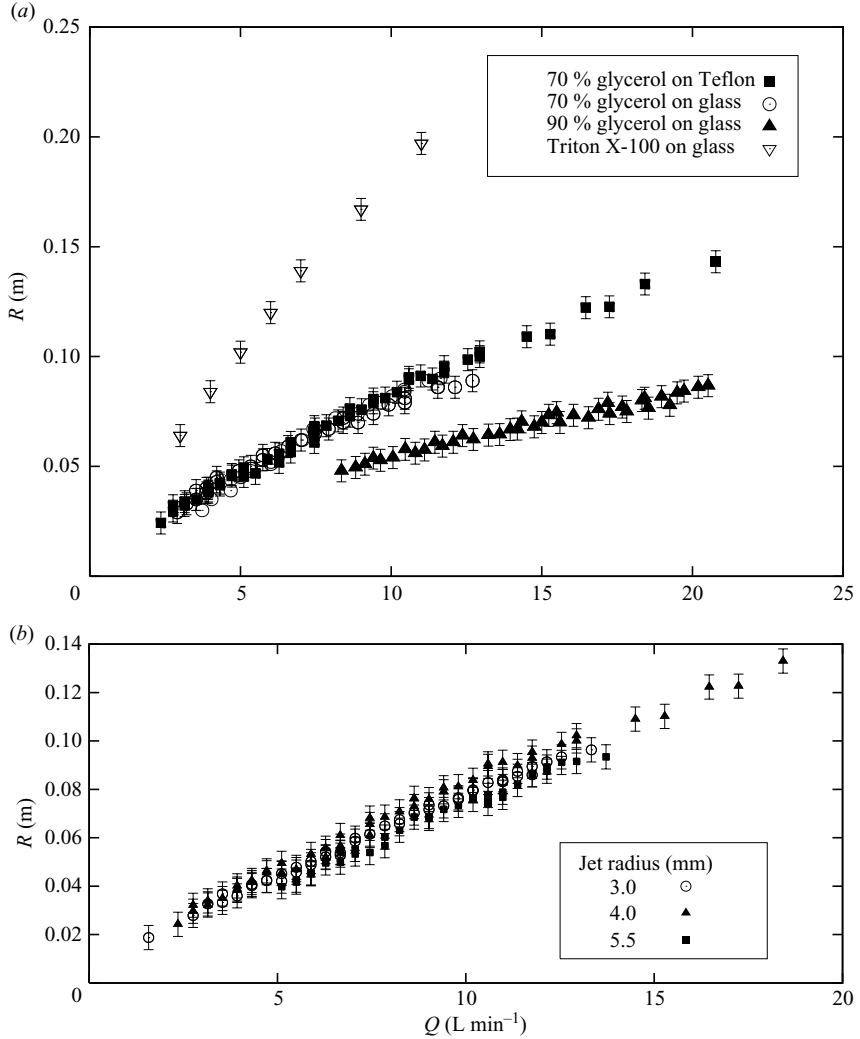 (a)
0.25
0.20
0.15
0.10
0.05
R (m)
70 % glycerol on Teflon
70 % glycerol on glass
90 % glycerol on glass
Triton X-100 on glass
0 5 10 15 20 25
(b)
0.14
0.12
0.10
0.08
0.06
0.04
0.02
R (m)
Jet radius (mm)
3.0
4.0
5.5
0 5 10 15 20
Q (L min⁻¹)